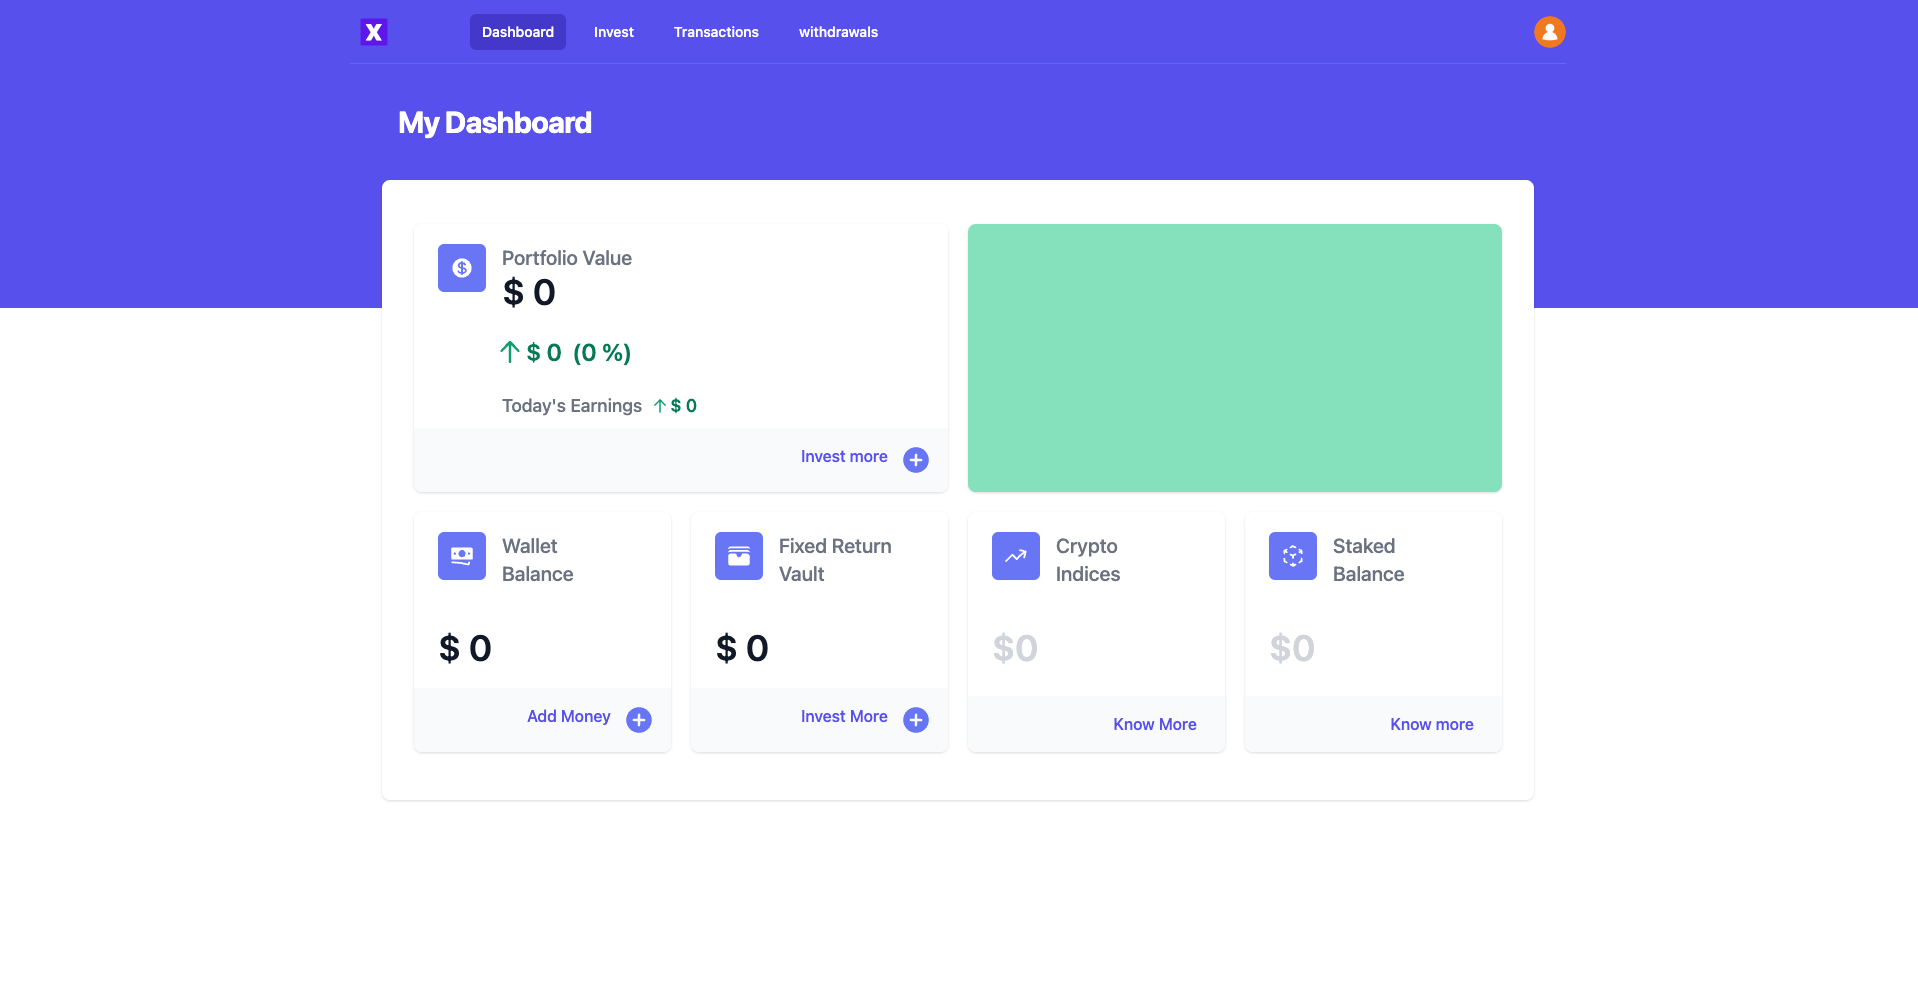 X
Dashboard
Invest
Transactions
withdrawals
My Dashboard
Portfolio Value
$ 0
$ 0 (0 %)
Today's Earnings $ 0
Invest more
Wallet
Balance
$ 0
Add Money
Fixed Return
Vault
$ 0
Invest More
Crypto
Indices
$0
Know More
Staked
Balance
$0
Know more